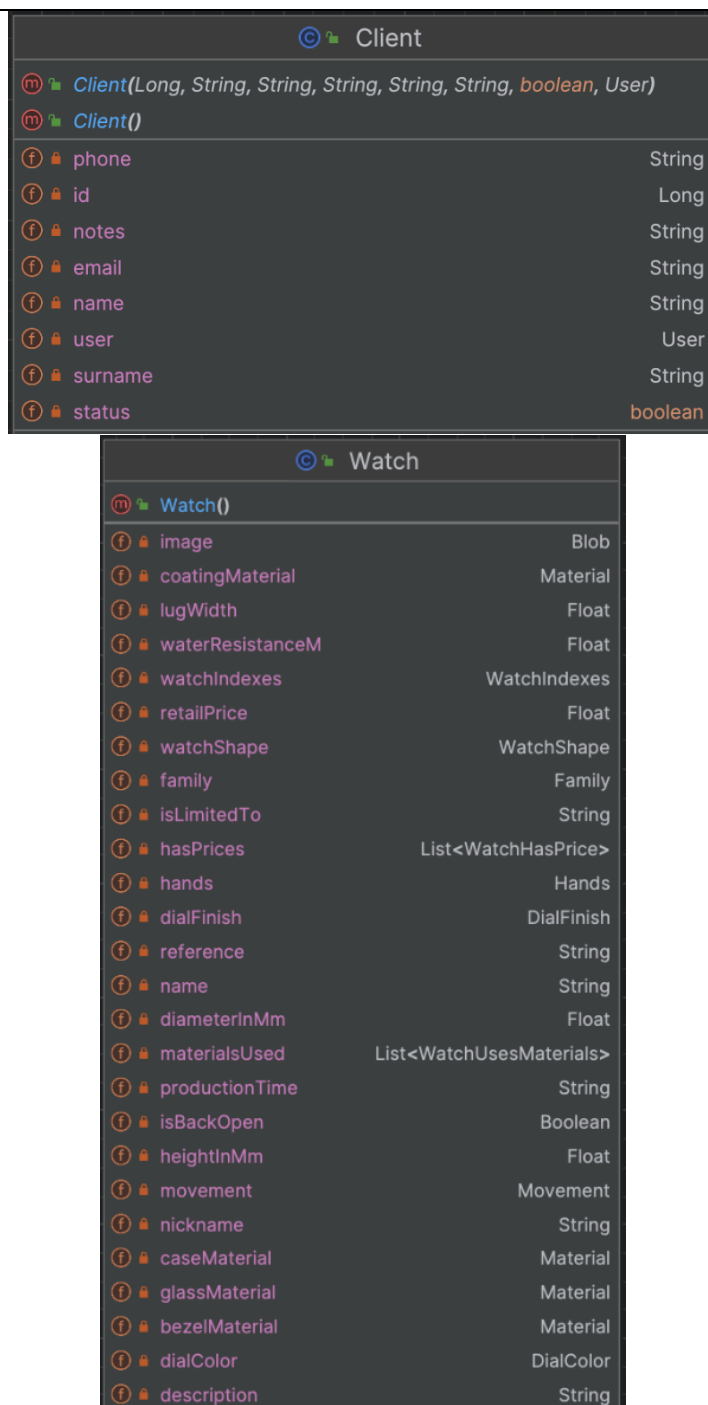 Client
Client(Long, String, String, String, String, String, boolean, User)
Client()
phone String
id Long
notes String
email String
name String
user User
surname String
status boolean
Watch
Watch()
image Blob
coatingMaterial Material
lugWidth Float
waterResistanceM Float
watchIndexes WatchIndexes
retailPrice Float
watchShape WatchShape
family Family
isLimitedTo String
hasPrices List<WatchHasPrice>
hands Hands
dialFinish DialFinish
reference String
name String
diameterInMm Float
materialsUsed List<WatchUsesMaterials>
productionTime String
isBackOpen Boolean
heightInMm Float
movement Movement
nickname String
caseMaterial Material
glassMaterial Material
bezelMaterial Material
dialColor DialColor
description String